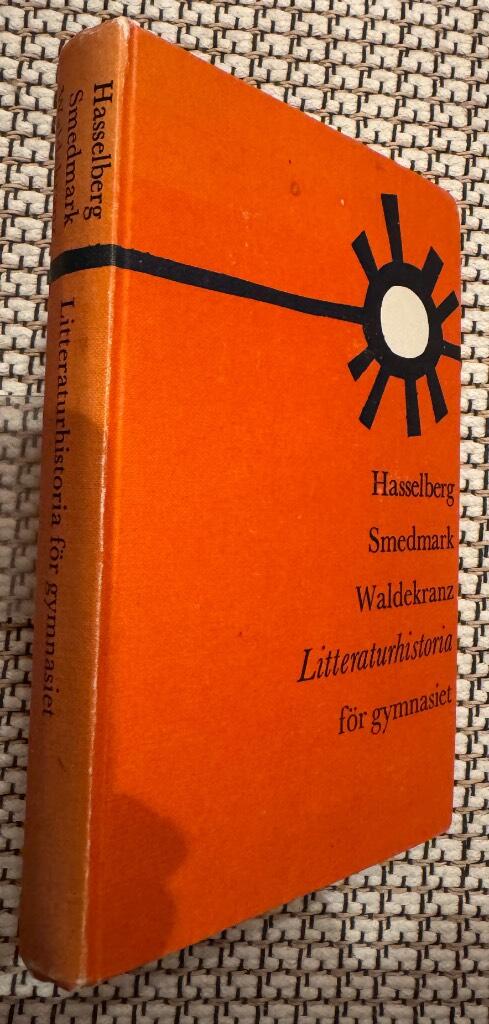 Hasselberg
Smedmark
Litteraturhistoria för gymnasiet
Hasselberg
Smedmark
Waldekranz
Litteraturhistoria
för gymnasiet